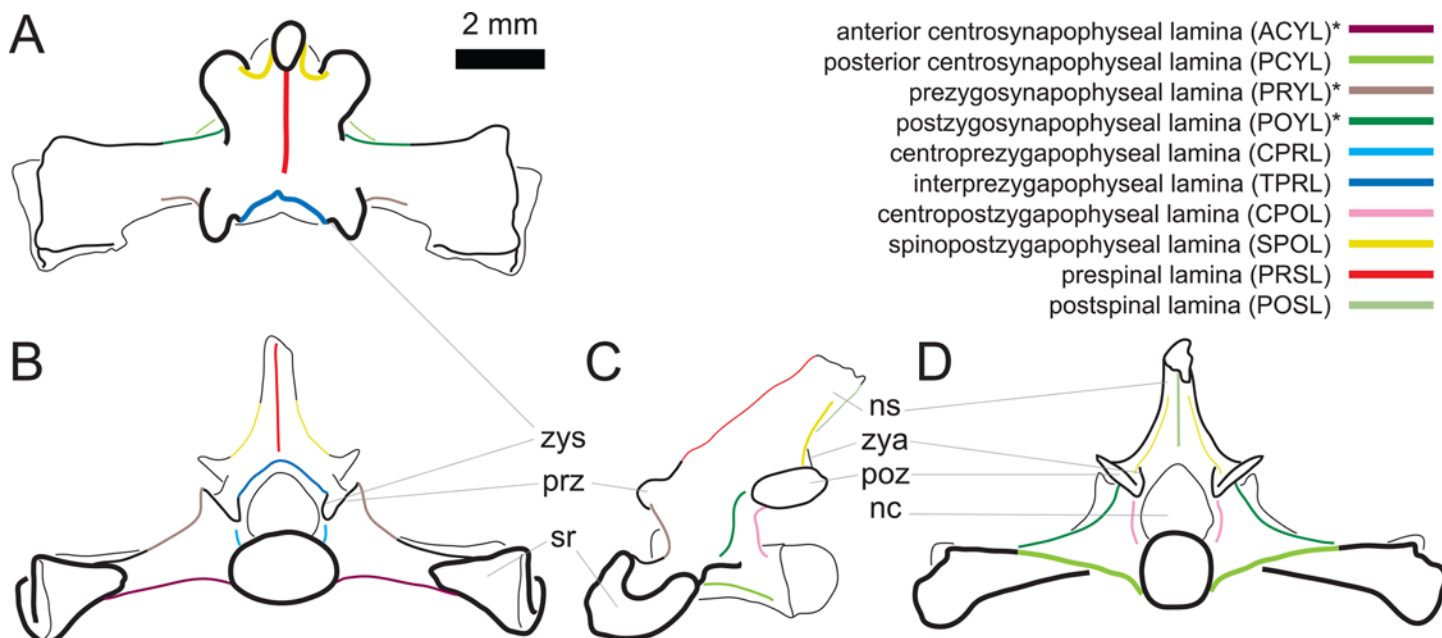 A
2 mm
anterior centrosynapophyseal lamina (ACYL)*
posterior centrosynapophyseal lamina (PCYL)
prezygosynapophyseal lamina (PRYL)*
postzygosynapophyseal lamina (POYL)*
centroprezygapophyseal lamina (CPRL)
interprezygapophyseal lamina (TPRL)
centropostzygapophyseal lamina (CPOL)
spinopostzygapophyseal lamina (SPOL)
prespinal lamina (PRSL)
postspinal lamina (POSL)
B
C
D
zys
prz
sr
ns
zya
poz
nc